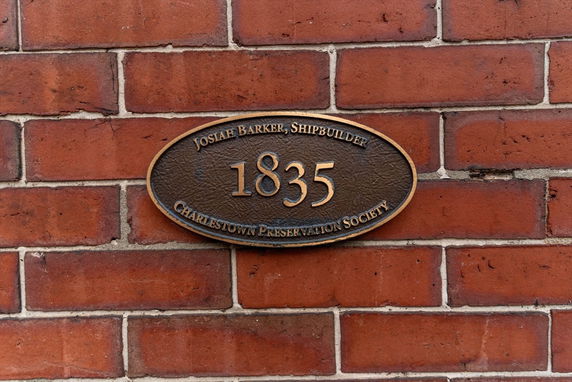 Josiah Barker, Shipbuilder
1835
Charlestown Preservation Society